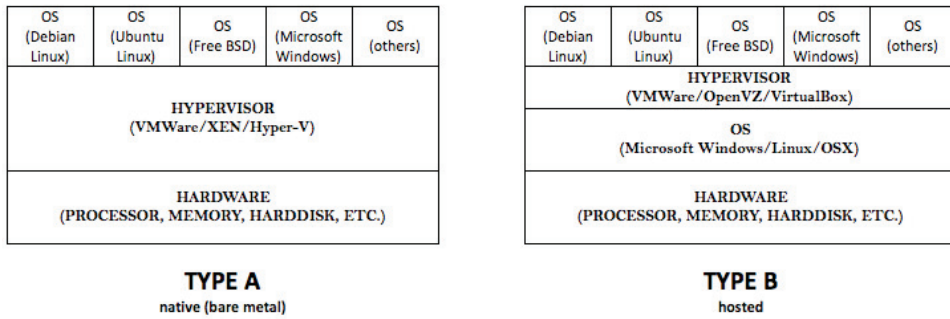 OS
(Debian
Linux)
OS
(Ubuntu
Linux)
OS
(Free BSD)
OS
(Microsoft
Windows)
OS
(others)
HYPERVISOR
(VMWare/XEN/Hyper-V)
HARDWARE
(PROCESSOR, MEMORY, HARDDISK, ETC.)
TYPE A
native (bare metal)
OS
(Debian
Linux)
OS
(Ubuntu
Linux)
OS
(Free BSD)
OS
(Microsoft
Windows)
OS
(others)
HYPERVISOR
(VMWare/OpenVZ/VirtualBox)
OS
(Microsoft Windows/Linux/OSX)
HARDWARE
(PROCESSOR, MEMORY, HARDDISK, ETC.)
TYPE B
hosted